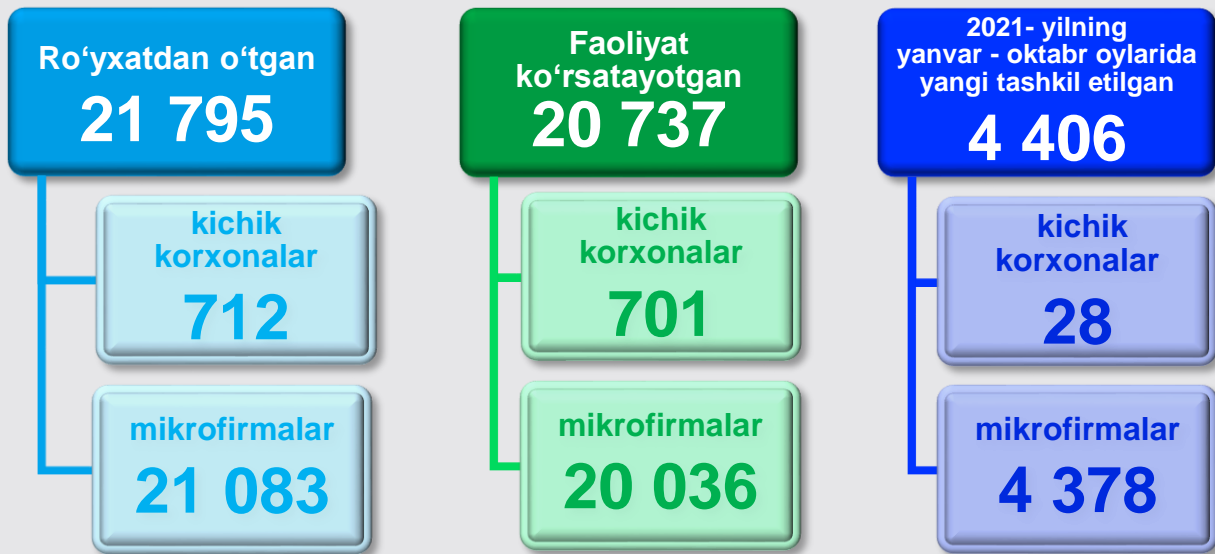 Ro‘yxatdan o‘tgan
21 795
kichik
korxonalar
712
mikrofirmalar
21 083
Faoliyat
ko‘rsatayotgan
20 737
kichik
korxonalar
701
mikrofirmalar
20 036
2021- yilning
yanvar - oktabr oylarida
yangi tashkil etilgan
4 406
kichik
korxonalar
28
mikrofirmalar
4 378